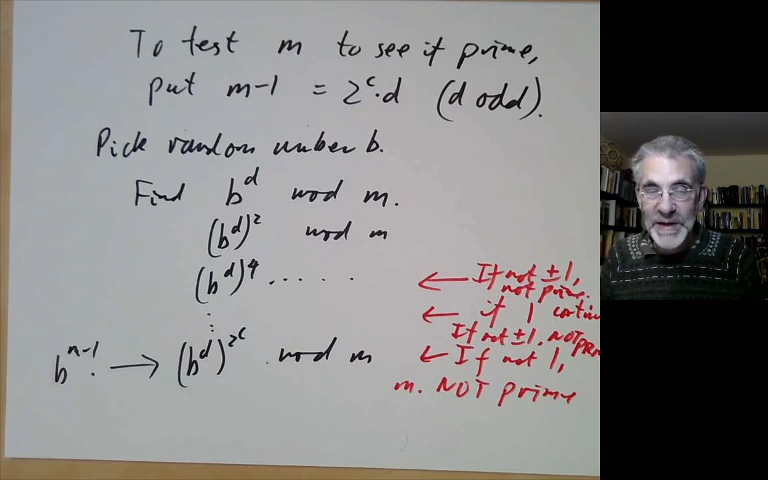 To test m to see if prime,
put m-1 = 2^c·d (d odd).
Pick random number b.
Find b^d mod m.
(b^d)^2 mod m
(b^d)^4 . . . . .
If not ±1,
not prime.
if 1 contin
If not ±1, NOT prim
b^{m-1}. → (b^d)^{2^c} mod m
If not 1,
m. NOT prime